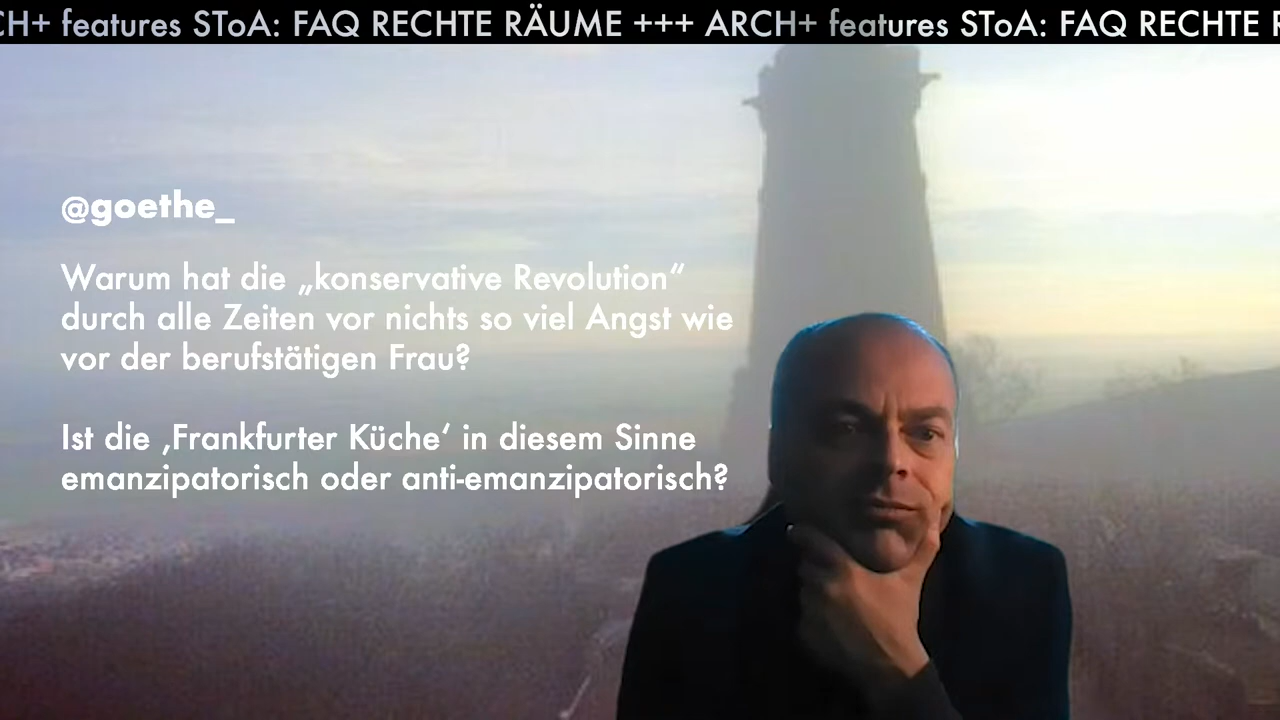 CH+ features SToA: FAQ RECHTE RÄUME +++ ARCH+ features SToA: FAQ RECHTE R
@goethe_
Warum hat die „konservative Revolution“
durch alle Zeiten vor nichts so viel Angst wie
vor der berufstätigen Frau?
Ist die ‚Frankfurter Küche‘ in diesem Sinne
emanzipatorisch oder anti-emanzipatorisch?